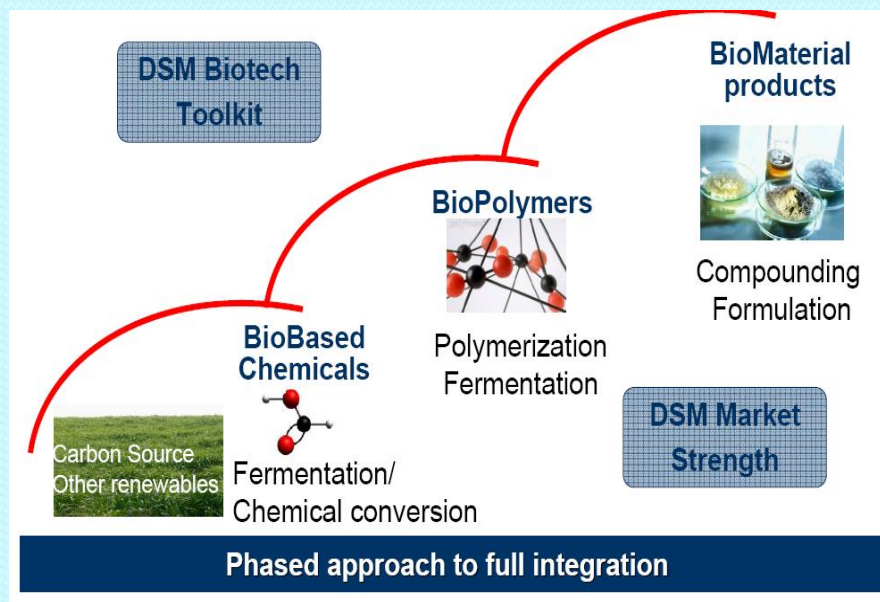 DSM Biotech
Toolkit
BioMaterial
products
Compounding
Formulation
BioPolymers
Polymerization
Fermentation
BioBased
Chemicals
Fermentation/
Chemical conversion
Carbon Source
Other renewables
DSM Market
Strength
Phased approach to full integration